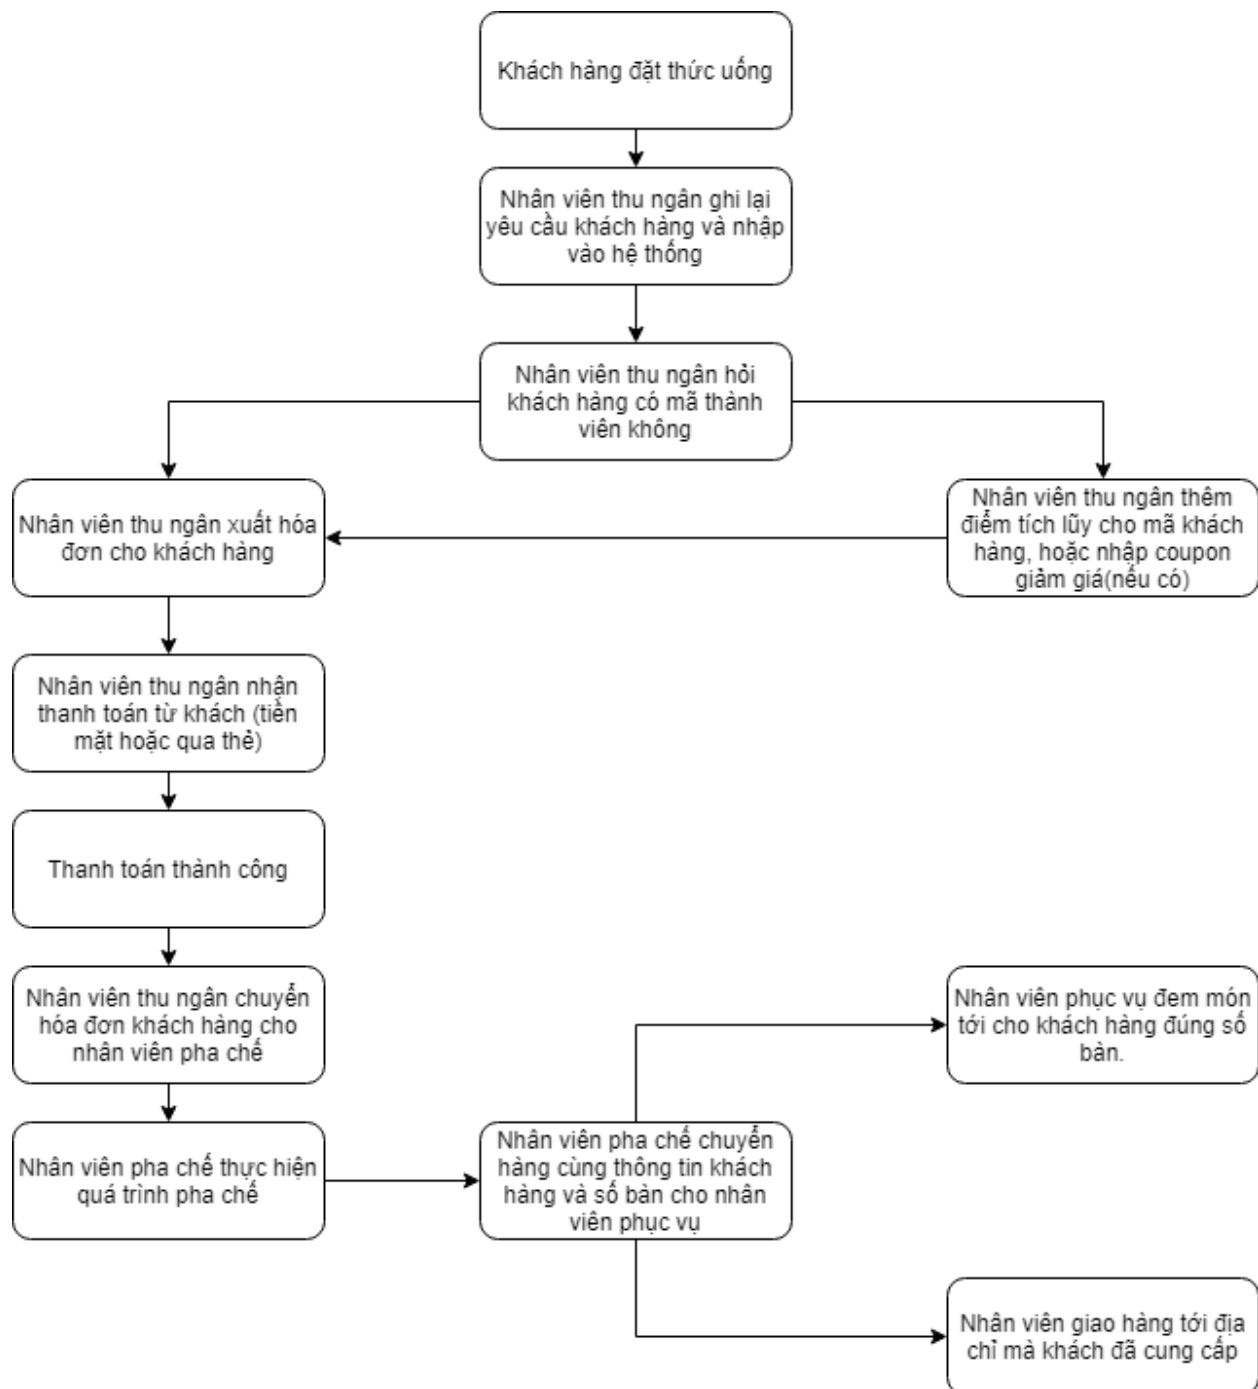 Khách hàng đặt thức uống
Nhân viên thu ngân ghi lại
yêu cầu khách hàng và nhập
vào hệ thống
Nhân viên thu ngân hỏi
khách hàng có mã thành
viên không
Nhân viên thu ngân xuất hóa
đơn cho khách hàng
Nhân viên thu ngân thêm
điểm tích lũy cho mã khách
hàng, hoặc nhập coupon
giảm giá(nếu có)
Nhân viên thu ngân nhận
thanh toán từ khách (tiền
mặt hoặc qua thẻ)
Thanh toán thành công
Nhân viên thu ngân chuyển
hóa đơn khách hàng cho
nhân viên pha chế
Nhân viên phục vụ đem món
tới cho khách hàng đúng số
bàn.
Nhân viên pha chế thực hiện
quá trình pha chế
Nhân viên pha chế chuyển
hàng cùng thông tin khách
hàng và số bàn cho nhân
viên phục vụ
Nhân viên giao hàng tới địa
chỉ mà khách đã cung cấp